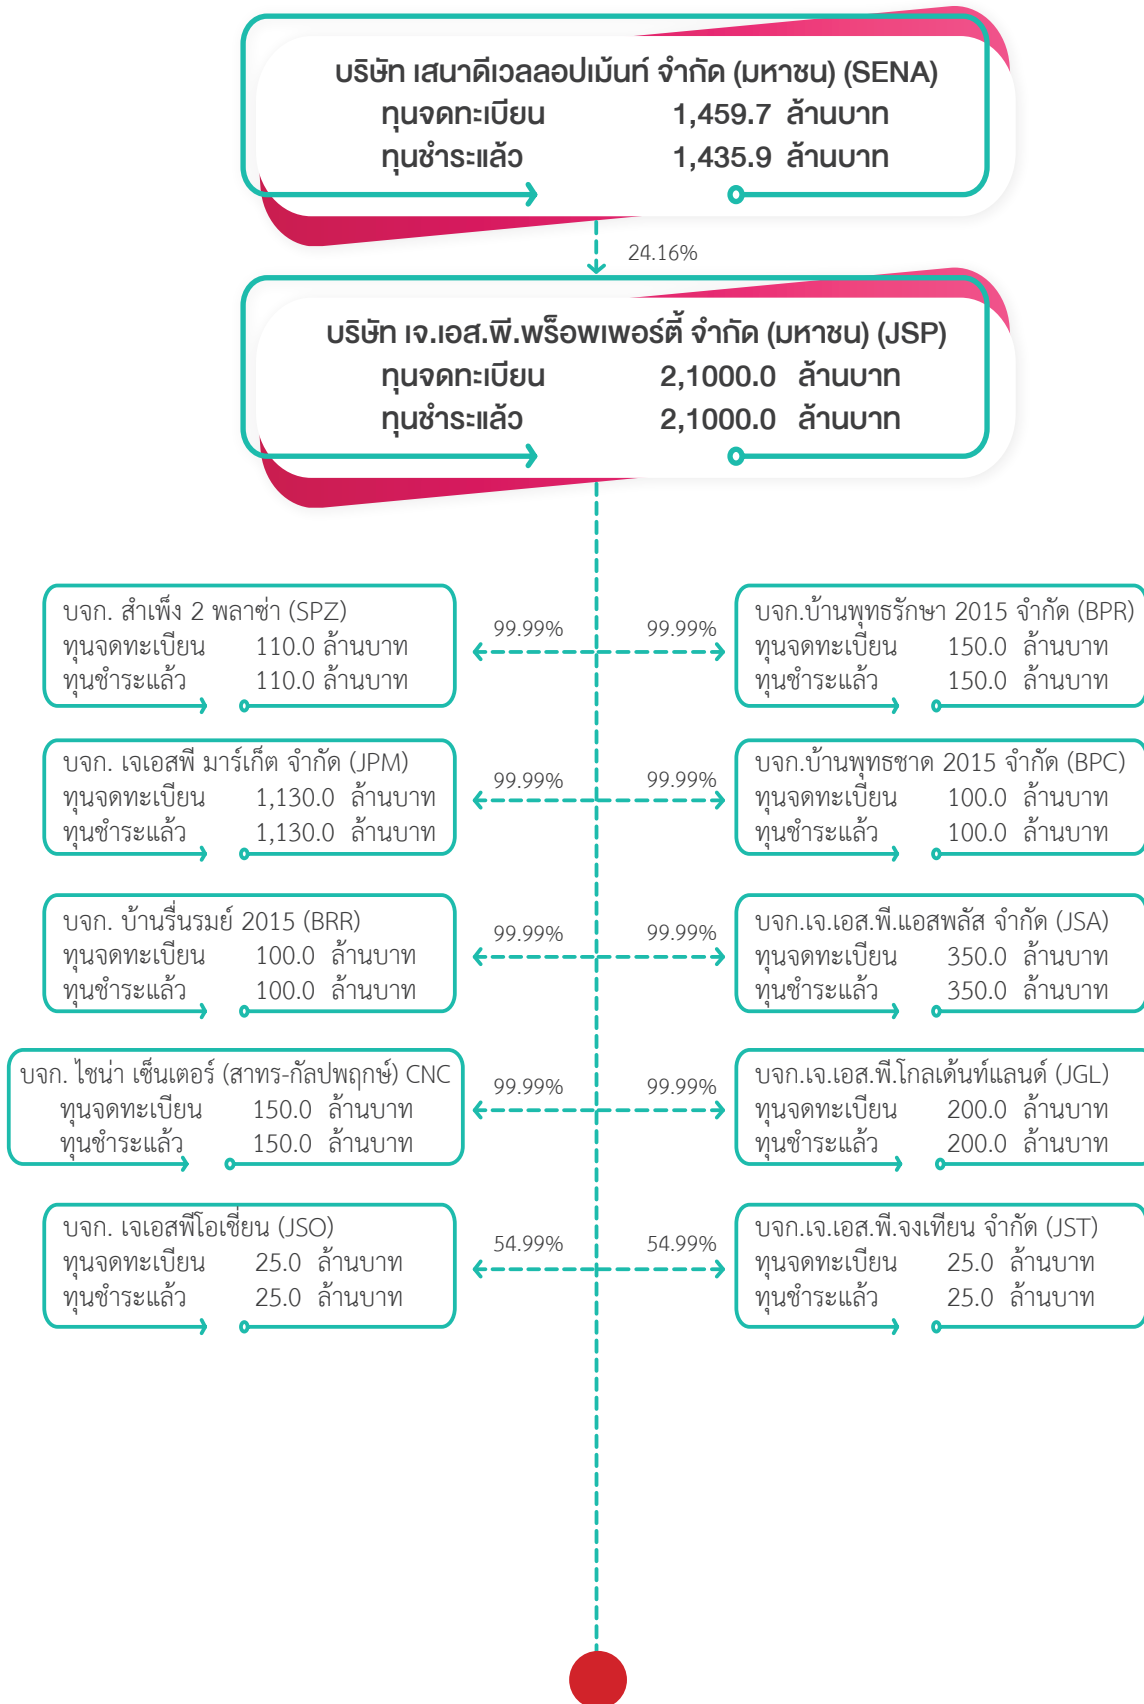 บริษัท เสนาดีเวลลอปเม้นท์ จำกัด (มหาชน) (SENA)
ทุนจดทะเบียน 1,459.7 ล้านบาท
ทุนชำระแล้ว 1,435.9 ล้านบาท
24.16%
บริษัท เจ.เอส.พี.พร็อพเพอร์ตี้ จำกัด (มหาชน) (JSP)
ทุนจดทะเบียน 2,1000.0 ล้านบาท
ทุนชำระแล้ว 2,1000.0 ล้านบาท
บจก. สำเพ็ง 2 พลาซ่า (SPZ)
ทุนจดทะเบียน 110.0 ล้านบาท
ทุนชำระแล้ว 110.0 ล้านบาท
99.99% 99.99%
บจก.บ้านพุทธรักษา 2015 จำกัด (BPR)
ทุนจดทะเบียน 150.0 ล้านบาท
ทุนชำระแล้ว 150.0 ล้านบาท
บจก. เจเอสพี มาร์เก็ต จำกัด (JPM)
ทุนจดทะเบียน 1,130.0 ล้านบาท
ทุนชำระแล้ว 1,130.0 ล้านบาท
99.99% 99.99%
บจก.บ้านพุทธชาด 2015 จำกัด (BPC)
ทุนจดทะเบียน 100.0 ล้านบาท
ทุนชำระแล้ว 100.0 ล้านบาท
บจก. บ้านรื่นรมย์ 2015 (BRR)
ทุนจดทะเบียน 100.0 ล้านบาท
ทุนชำระแล้ว 100.0 ล้านบาท
99.99% 99.99%
บจก.เจ.เอส.พี.แอสพลัส จำกัด (JSA)
ทุนจดทะเบียน 350.0 ล้านบาท
ทุนชำระแล้ว 350.0 ล้านบาท
บจก. ไชน่า เซ็นเตอร์ (สาทร-กัลปพฤกษ์) CNC
ทุนจดทะเบียน 150.0 ล้านบาท
ทุนชำระแล้ว 150.0 ล้านบาท
99.99% 99.99%
บจก.เจ.เอส.พี.โกลเด้นท์แลนด์ (JGL)
ทุนจดทะเบียน 200.0 ล้านบาท
ทุนชำระแล้ว 200.0 ล้านบาท
บจก. เจเอสพีโอเชี่ยน (JSO)
ทุนจดทะเบียน 25.0 ล้านบาท
ทุนชำระแล้ว 25.0 ล้านบาท
54.99% 54.99%
บจก.เจ.เอส.พี.จงเทียน จำกัด (JST)
ทุนจดทะเบียน 25.0 ล้านบาท
ทุนชำระแล้ว 25.0 ล้านบาท